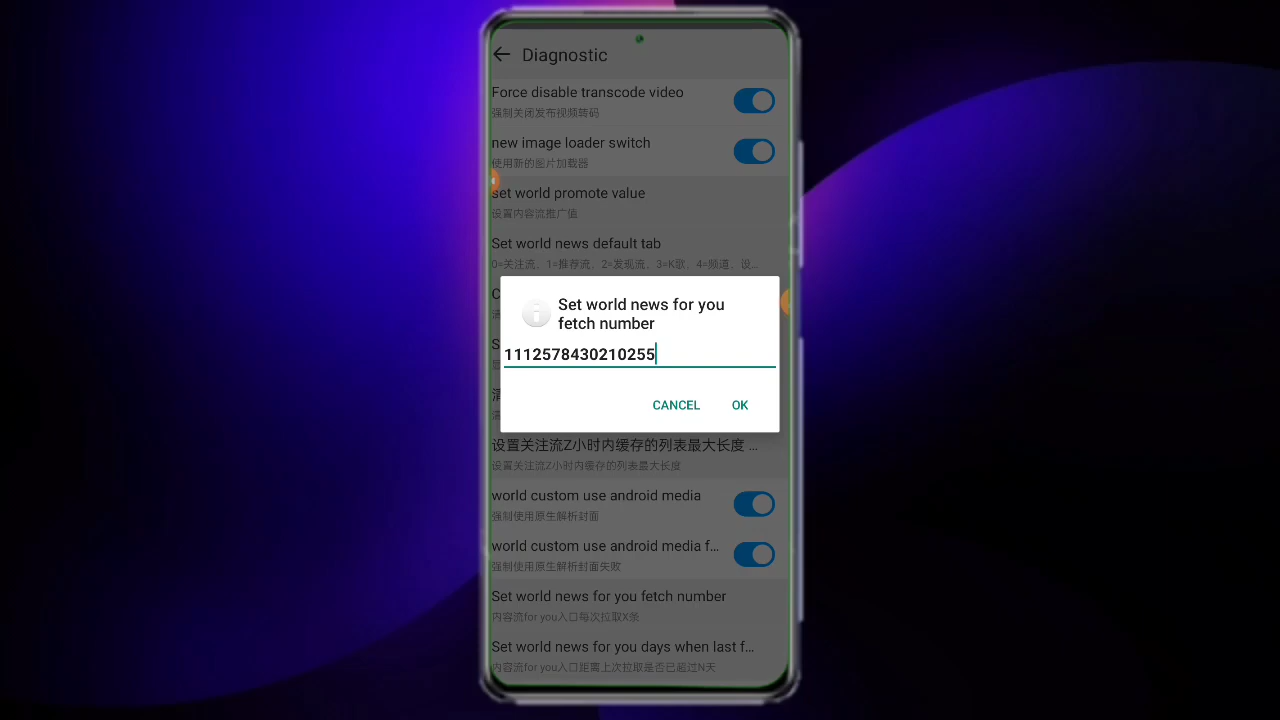 Diagnostic
Force disable transcode video
强制关闭发布视频转码
new image loader switch
使用新的图片加载器
set world promote value
设置内容流推广值
Set world news default tab
0=关注流，1=推荐流，2=发现流，3=K歌，4=频道，设...
Set world news for you
fetch number
1112578430210255
CANCEL OK
设置关注流Z小时内缓存的列表最大长度 ...
设置关注流Z小时内缓存的列表最大长度
world custom use android media
强制使用原生解析封面
world custom use android media f...
强制使用原生解析封面失败
Set world news for you fetch number
内容流for you入口每次拉取X条
Set world news for you days when last f...
内容流for you入口距离上次拉取是否已超过N天